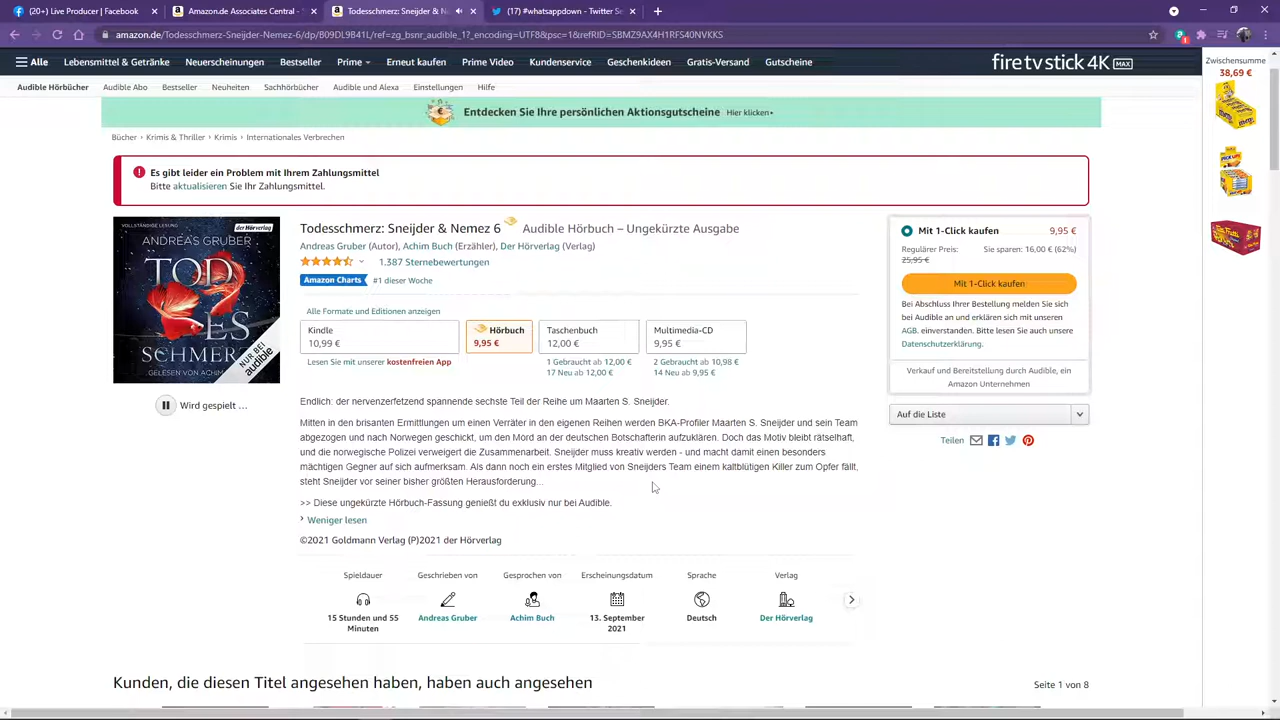 (20+) Live Producer | Facebook
Amazon.de Associates Central -
Todesschmerz: Sneijder & N
(17) #whatsappdown - Twitter Se
amazon.de/Todesschmerz-Sneijder-Nemez-6/dp/B09DL9841L/ref=zg_bsnr_audible_1?_encoding=UTF8&psc=1&refRID=SBMZ9AX4H1RFS40NVKKS
Alle Lebensmittel & Getränke Neuerscheinungen Bestseller Prime Erneut kaufen Prime Video Kundenservice Geschenkideen Gratis-Versand Gutscheine
fire tv stick 4K MAX
Zwischensumme
38,69 €
Audible Hörbücher Audible Abo Bestseller Neuheiten Sachhörbücher Audible und Alexa Einstellungen Hilfe
Entdecken Sie Ihre persönlichen Aktionsgutscheine Hier klicken▸
Bücher › Krimis & Thriller › Krimis › Internationales Verbrechen
Es gibt leider ein Problem mit Ihrem Zahlungsmittel
Bitte aktualisieren Sie Ihr Zahlungsmittel.
VOLLSTÄNDIGE LESUNG
der Hörverlag
ANDREAS GRUBER
TOD
ES
SCHMERZ
GELESEN VON ACHIM
NUR BEI
audible
Wird gespielt …
Todesschmerz: Sneijder & Nemez 6 Audible Hörbuch – Ungekürzte Ausgabe
Andreas Gruber (Autor), Achim Buch (Erzähler), Der Hörverlag (Verlag)
1.387 Sternebewertungen
Amazon Charts #1 dieser Woche
Alle Formate und Editionen anzeigen
Kindle
10,99 €
Hörbuch
9,95 €
Taschenbuch
12,00 €
Multimedia-CD
9,95 €
Lesen Sie mit unserer kostenfreien App
1 Gebraucht ab 12,00 €
17 Neu ab 12,00 €
2 Gebraucht ab 10,98 €
14 Neu ab 9,95 €
Endlich: der nervenzerfetzend spannende sechste Teil der Reihe um Maarten S. Sneijder.
Mitten in den brisanten Ermittlungen um einen Verräter in den eigenen Reihen werden BKA-Profiler Maarten S. Sneijder und sein Team
abgezogen und nach Norwegen geschickt, um den Mord an der deutschen Botschafterin aufzuklären. Doch das Motiv bleibt rätselhaft,
und die norwegische Polizei verweigert die Zusammenarbeit. Sneijder muss kreativ werden - und macht damit einen besonders
mächtigen Gegner auf sich aufmerksam. Als dann noch ein erstes Mitglied von Sneijders Team einem kaltblütigen Killer zum Opfer fällt,
steht Sneijder vor seiner bisher größten Herausforderung...
>> Diese ungekürzte Hörbuch-Fassung genießt du exklusiv nur bei Audible.
Weniger lesen
©2021 Goldmann Verlag (P)2021 der Hörverlag
Spieldauer
15 Stunden und 55
Minuten
Geschrieben von
Andreas Gruber
Gesprochen von
Achim Buch
Erscheinungsdatum
13. September
2021
Sprache
Deutsch
Verlag
Der Hörverlag
Mit 1-Click kaufen 9,95 €
Regulärer Preis: Sie sparen: 16,00 € (62%)
25,95 €
Mit 1-Click kaufen
Bei Abschluss Ihrer Bestellung melden Sie sich
bei Audible an und erklären sich mit unseren
AGB. einverstanden. Bitte lesen Sie auch unsere
Datenschutzerklärung.
Verkauf und Bereitstellung durch Audible, ein
Amazon Unternehmen
Auf die Liste
Teilen
Kunden, die diesen Titel angesehen haben, haben auch angesehen
Seite 1 von 8